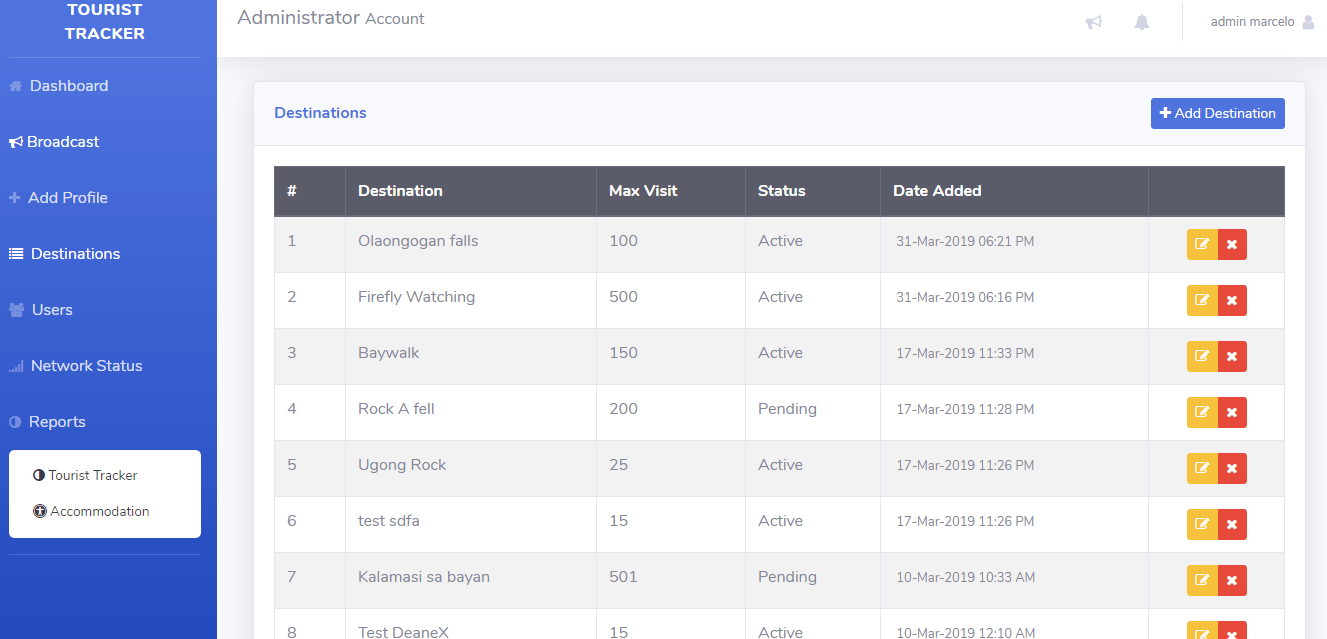 TOURIST
TRACKER
Dashboard
Broadcast
Add Profile
Destinations
Users
Network Status
Reports
Tourist Tracker
Accommodation
Administrator Account
admin marcelo
Destinations
Add Destination
# Destination Max Visit Status Date Added
1 Olaongogan falls 100 Active 31-Mar-2019 06:21 PM
2 Firefly Watching 500 Active 31-Mar-2019 06:16 PM
3 Baywalk 150 Active 17-Mar-2019 11:33 PM
4 Rock A fell 200 Pending 17-Mar-2019 11:28 PM
5 Ugong Rock 25 Active 17-Mar-2019 11:26 PM
6 test sdfa 15 Active 17-Mar-2019 11:26 PM
7 Kalamasi sa bayan 501 Pending 10-Mar-2019 10:33 AM
8 Test DeaneX 15 Active 10-Mar-2019 12:10 AM